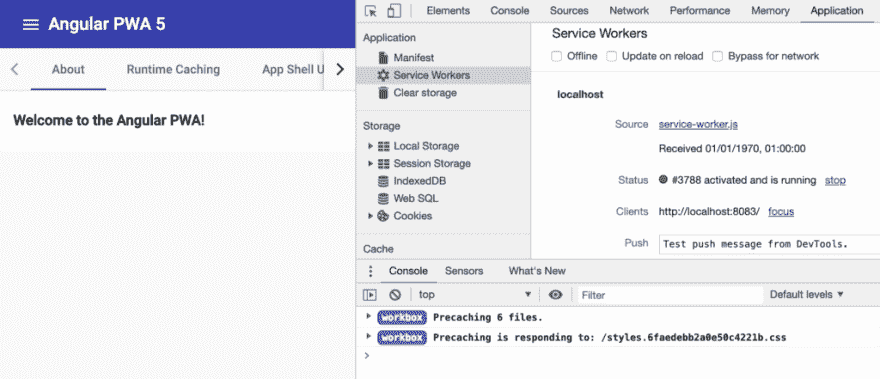 Angular PWA 5
About Runtime Caching App Shell U
Welcome to the Angular PWA!
Elements Console Sources Network Performance Memory Application
Application
Manifest
Service Workers
Clear storage
Storage
Local Storage
Session Storage
IndexedDB
Web SQL
Cookies
Cache
Service Workers
Offline Update on reload Bypass for network
localhost
Source service-worker.js
Received 01/01/1970, 01:00:00
Status #3788 activated and is running stop
Clients http://localhost:8083/ focus
Push Test push message from DevTools.
Console Sensors What's New
top Filter Default levels
workbox Precaching 6 files.
workbox Precaching is responding to: /styles.6faedebb2a0e50c4221b.css